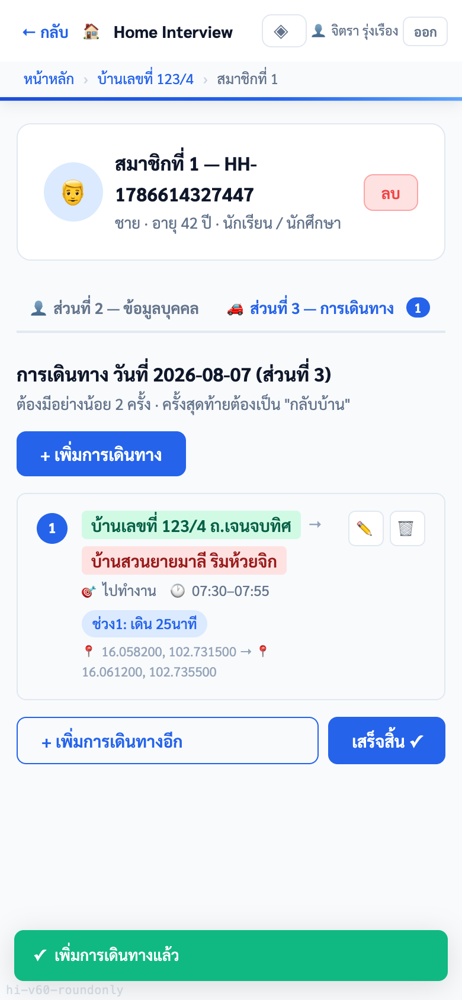 ← กลับ 🏠 Home Interview ◈ 👤 จิตรา รุ่งเรือง ออก
หน้าหลัก › บ้านเลขที่ 123/4 › สมาชิกที่ 1
สมาชิกที่ 1 — HH-
1786614327447
ชาย · อายุ 42 ปี · นักเรียน / นักศึกษา
ลบ
👤 ส่วนที่ 2 — ข้อมูลบุคคล 🚗 ส่วนที่ 3 — การเดินทาง 1
การเดินทาง วันที่ 2026-08-07 (ส่วนที่ 3)
ต้องมีอย่างน้อย 2 ครั้ง · ครั้งสุดท้ายต้องเป็น "กลับบ้าน"
+ เพิ่มการเดินทาง
1 บ้านเลขที่ 123/4 ถ.เจนจบทิศ →
บ้านสวนยายมาลี ริมห้วยจิก
🎯 ไปทำงาน 🕐 07:30–07:55
ช่วง1: เดิน 25นาที
📍 16.058200, 102.731500 → 📍
16.061200, 102.735500
+ เพิ่มการเดินทางอีก เสร็จสิ้น ✓
✓ เพิ่มการเดินทางแล้ว
hi-v60-roundonly